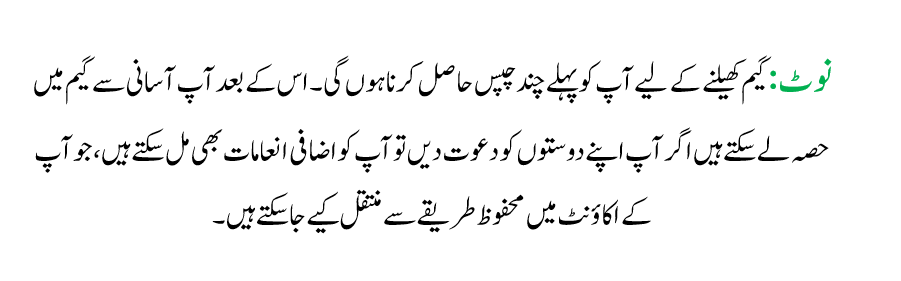 نوٹ: گیم کھیلنے کے لیے آپ کو پہلے چند چپس حاصل کرنا ہوں گی۔ اس کے بعد آپ آسانی سے گیم میں
حصہ لے سکتے ہیں اگر آپ اپنے دوستوں کو دعوت دیں تو آپ کو اضافی انعامات بھی مل سکتے ہیں، جو آپ
کے اکاؤنٹ میں محفوظ طریقے سے منتقل کیے جا سکتے ہیں۔